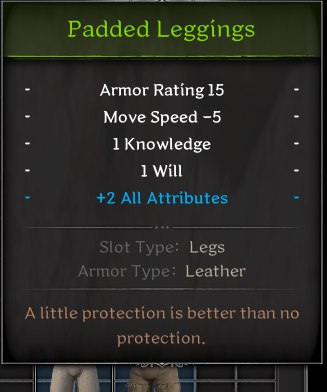 Padded Leggings
- Armor Rating 15 -
- Move Speed -5 -
- 1 Knowledge -
- 1 Will -
- +2 All Attributes -
Slot Type: Legs
Armor Type: Leather
A little protection is better than no
protection.